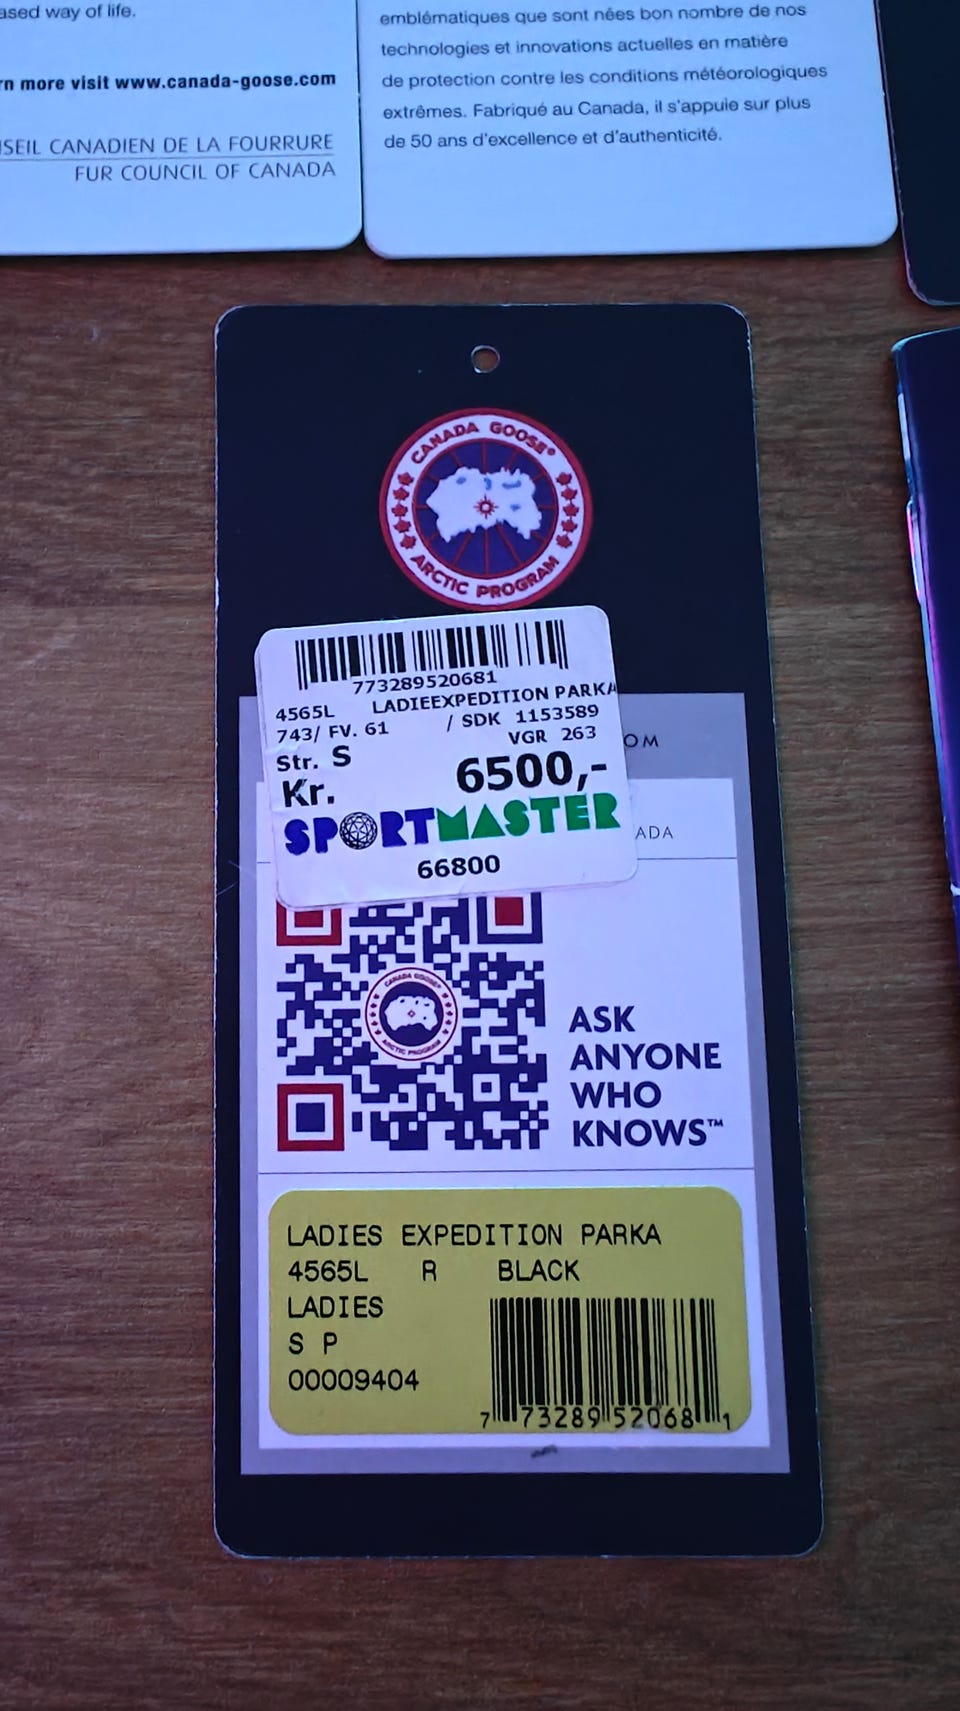 ased way of life.
rn more visit www.canada-goose.com
SEIL CANADIEN DE LA FOURRURE
FUR COUNCIL OF CANADA
emblématiques que sont nées bon nombre de nos
technologies et innovations actuelles en matière
de protection contre les conditions météorologiques
extrêmes. Fabriqué au Canada, il s'appuie sur plus
de 50 ans d'excellence et d'authenticité.
CANADA GOOSE®
ARCTIC PROGRAM
773289520681
4565L LADIEEXPEDITION PARKA
743/ FV. 61 / SDK 1153589
VGR 263
Str. S
Kr. 6500,-
SPORTMASTER
66800
OM
ADA
CANADA GOOSE®
ARCTIC PROGRAM
ASK
ANYONE
WHO
KNOWS™
LADIES EXPEDITION PARKA
4565L R BLACK
LADIES
S P
00009404
7 73289 52068 1